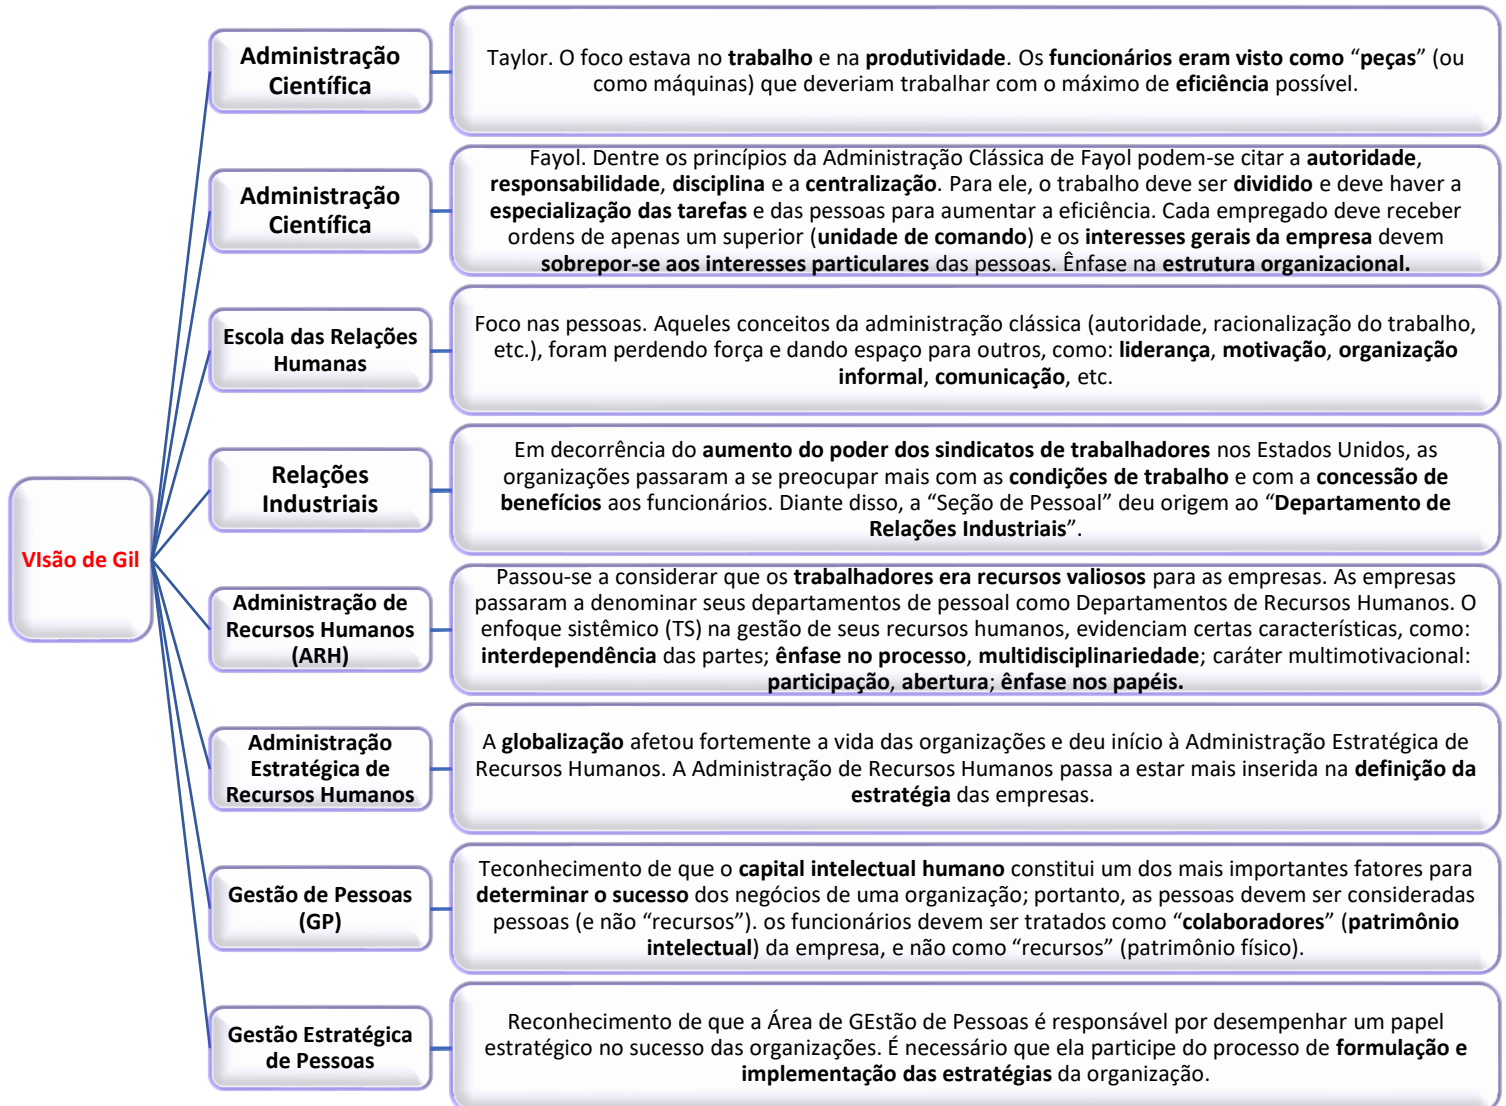 Administração
Científica
Taylor. O foco estava no trabalho e na produtividade. Os funcionários eram visto como “peças” (ou
como máquinas) que deveriam trabalhar com o máximo de eficiência possível.
Administração
Científica
Fayol. Dentre os princípios da Administração Clássica de Fayol podem-se citar a autoridade,
responsabilidade, disciplina e a centralização. Para ele, o trabalho deve ser dividido e deve haver a
especialização das tarefas e das pessoas para aumentar a eficiência. Cada empregado deve receber
ordens de apenas um superior (unidade de comando) e os interesses gerais da empresa devem
sobrepor-se aos interesses particulares das pessoas. Ênfase na estrutura organizacional.
Escola das Relações
Humanas
Foco nas pessoas. Aqueles conceitos da administração clássica (autoridade, racionalização do trabalho,
etc.), foram perdendo força e dando espaço para outros, como: liderança, motivação, organização
informal, comunicação, etc.
Relações
Industriais
Em decorrência do aumento do poder dos sindicatos de trabalhadores nos Estados Unidos, as
organizações passaram a se preocupar mais com as condições de trabalho e com a concessão de
benefícios aos funcionários. Diante disso, a “Seção de Pessoal” deu origem ao “Departamento de
Relações Industriais”.
VIsão de Gil
Administração de
Recursos Humanos
(ARH)
Passou-se a considerar que os trabalhadores era recursos valiosos para as empresas. As empresas
passaram a denominar seus departamentos de pessoal como Departamentos de Recursos Humanos. O
enfoque sistêmico (TS) na gestão de seus recursos humanos, evidenciam certas características, como:
interdependência das partes; ênfase no processo, multidisciplinariedade; caráter multimotivacional:
participação, abertura; ênfase nos papéis.
Administração
Estratégica de
Recursos Humanos
A globalização afetou fortemente a vida das organizações e deu início à Administração Estratégica de
Recursos Humanos. A Administração de Recursos Humanos passa a estar mais inserida na definição da
estratégia das empresas.
Gestão de Pessoas
(GP)
Teconhecimento de que o capital intelectual humano constitui um dos mais importantes fatores para
determinar o sucesso dos negócios de uma organização; portanto, as pessoas devem ser consideradas
pessoas (e não “recursos”). os funcionários devem ser tratados como “colaboradores” (patrimônio
intelectual) da empresa, e não como “recursos” (patrimônio físico).
Gestão Estratégica
de Pessoas
Reconhecimento de que a Área de GEstão de Pessoas é responsável por desempenhar um papel
estratégico no sucesso das organizações. É necessário que ela participe do processo de formulação e
implementação das estratégias da organização.